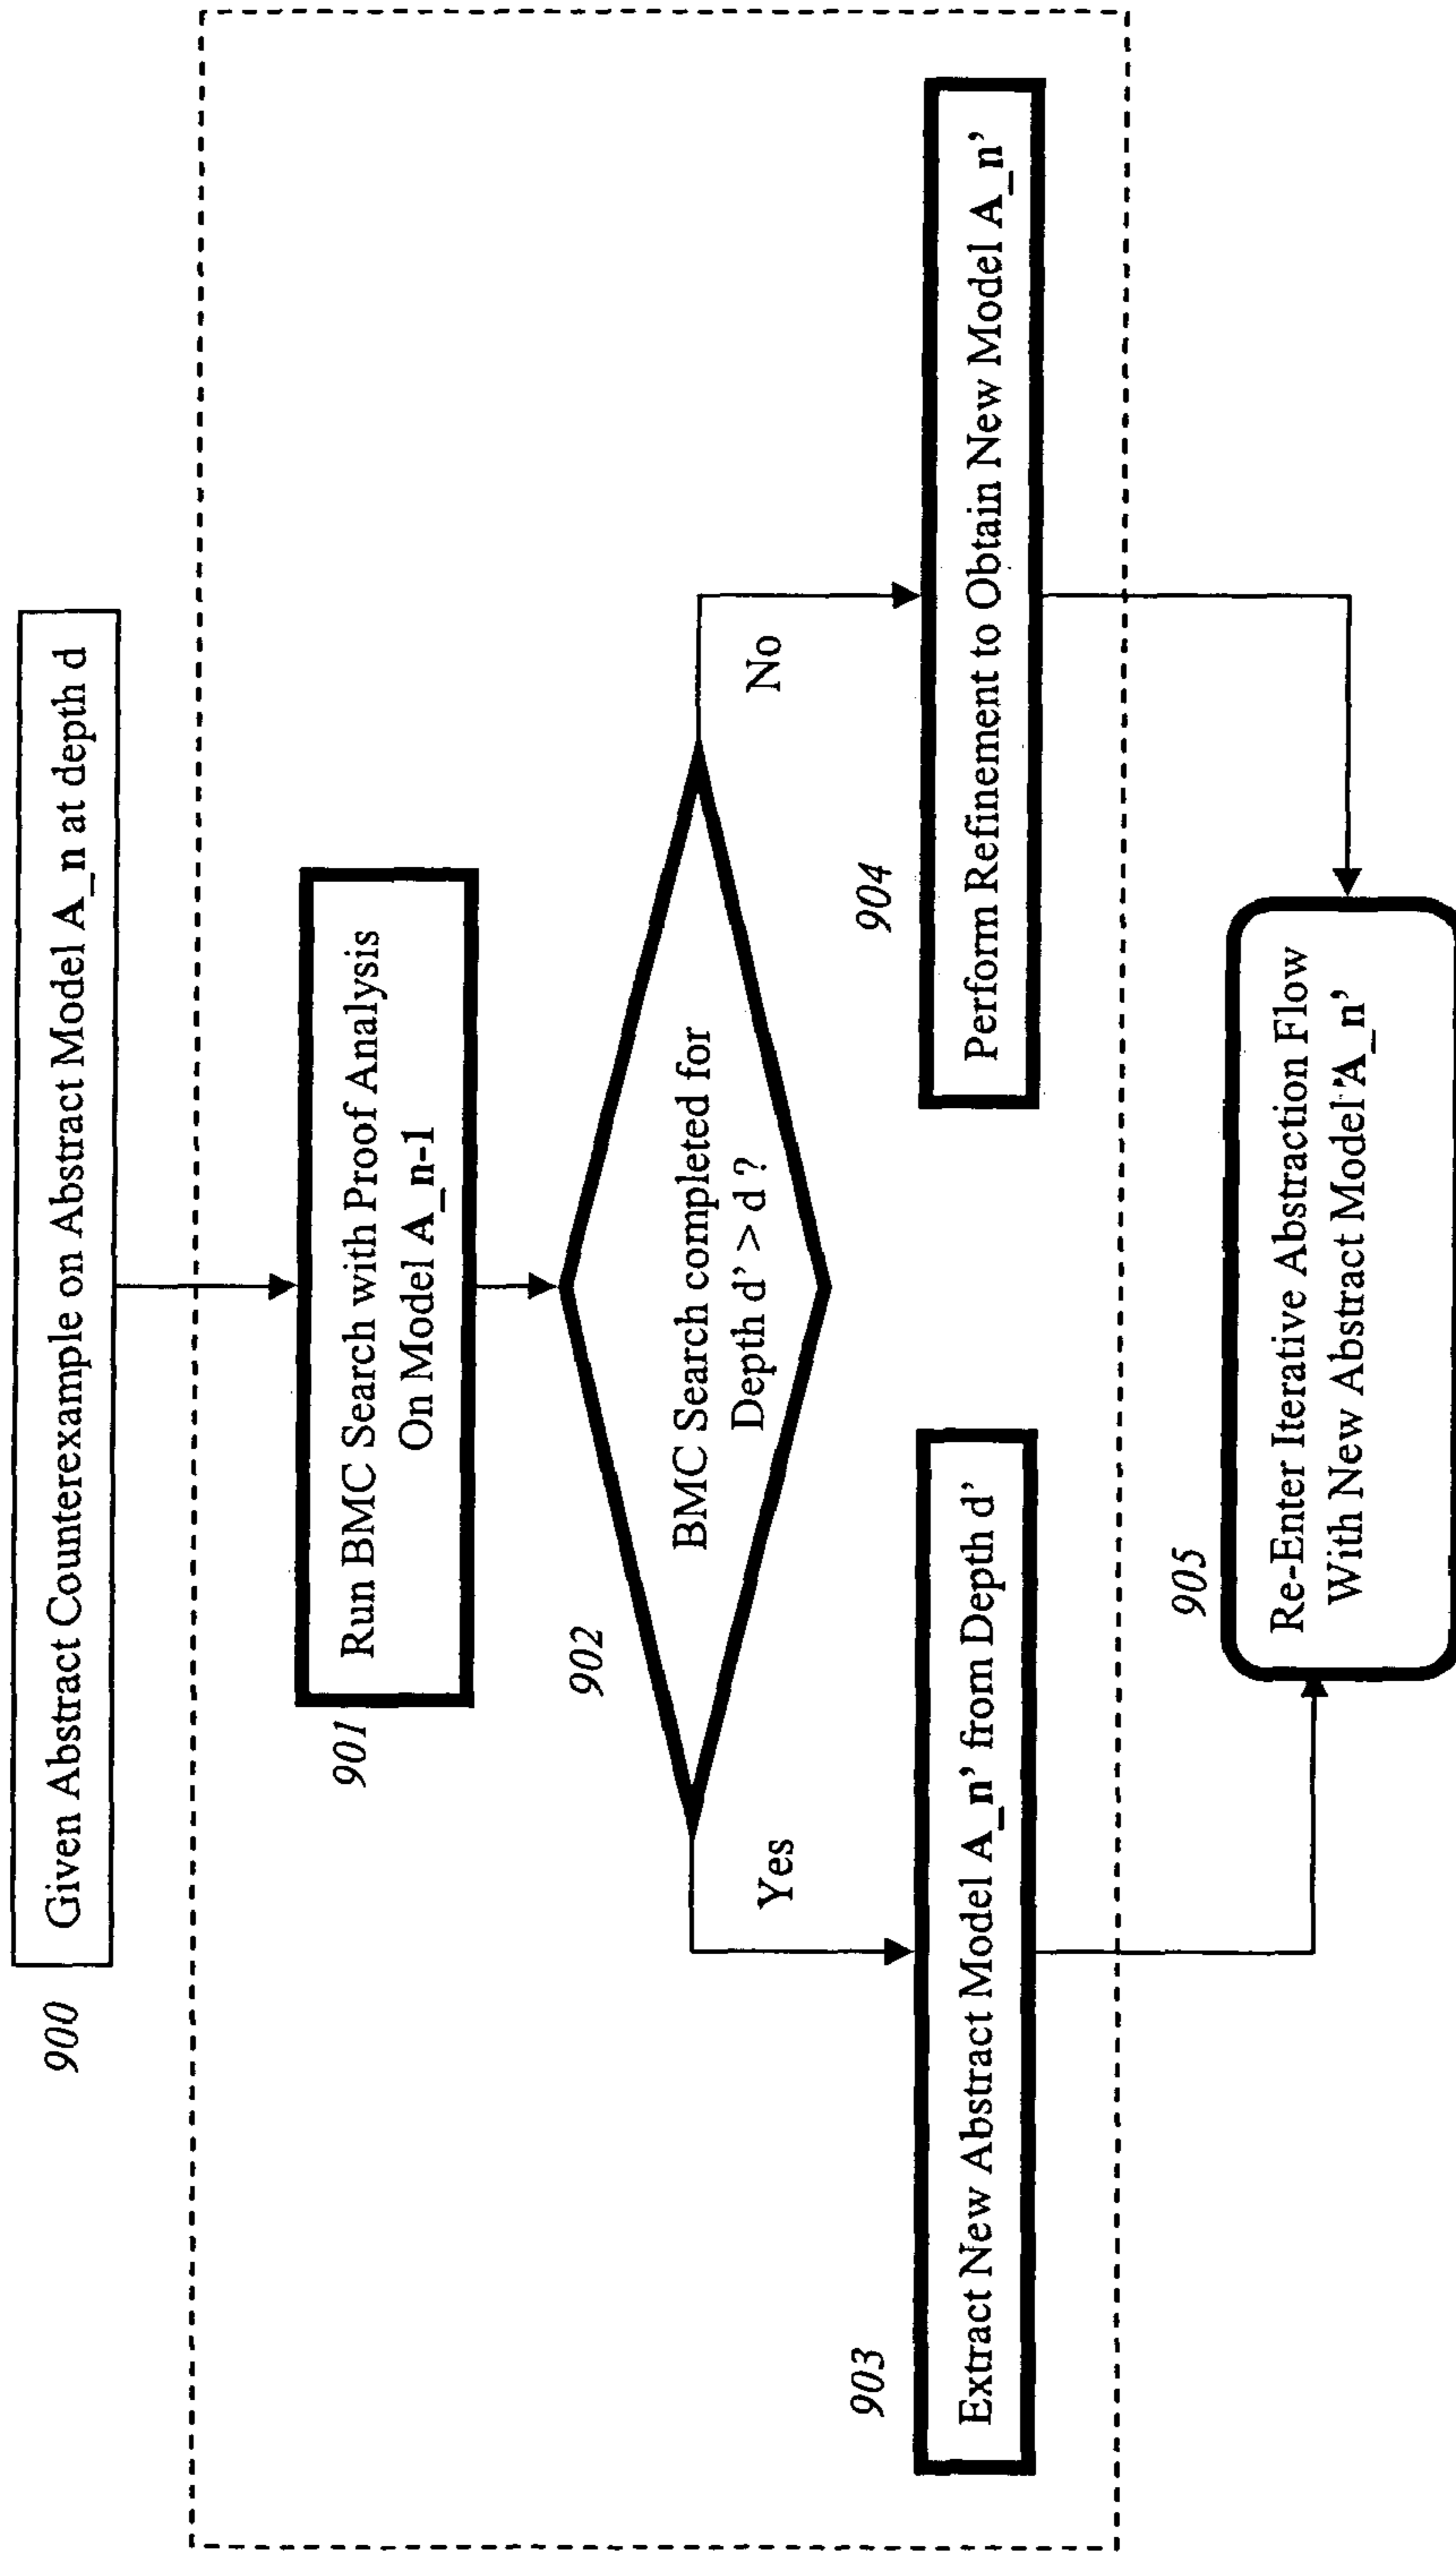 900
Given Abstract Counterexample on Abstract Model A_n at depth d
901
Run BMC Search with Proof Analysis
On Model A_n-1
902
BMC Search completed for
Depth d' > d ?
Yes
No
903
Extract New Abstract Model A_n' from Depth d'
904
Perform Refinement to Obtain New Model A_n'
905
Re-Enter Iterative Abstraction Flow
With New Abstract Model A_n'